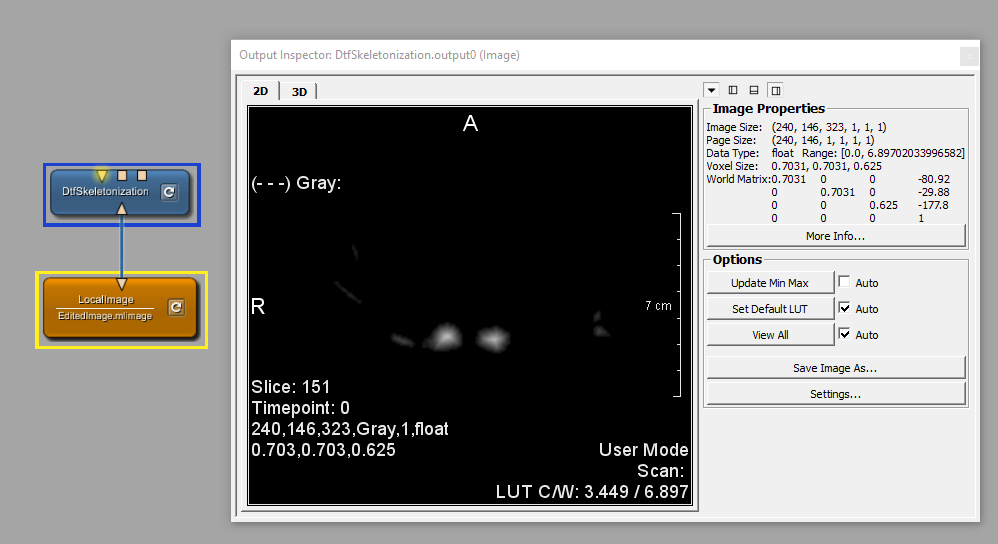 DtfSkeletonization
LocalImage
EditedImage.mlimage
Output Inspector: DtfSkeletonization.output0 (Image)
2D 3D
A
(- - -) Gray:
R
7 cm
Slice: 151
Timepoint: 0
240,146,323,Gray,1,float
0.703,0.703,0.625
User Mode
Scan:
LUT C/W: 3.449 / 6.897
Image Properties
Image Size: (240, 146, 323, 1, 1, 1)
Page Size: (240, 146, 1, 1, 1, 1)
Data Type: float Range: [0.0, 6.89702033996582]
Voxel Size: 0.7031, 0.7031, 0.625
World Matrix: 0.7031 0 0 -80.92
0 0.7031 0 -29.88
0 0 0.625 -177.8
0 0 0 1
More Info...
Options
Update Min Max Auto
Set Default LUT Auto
View All Auto
Save Image As...
Settings...